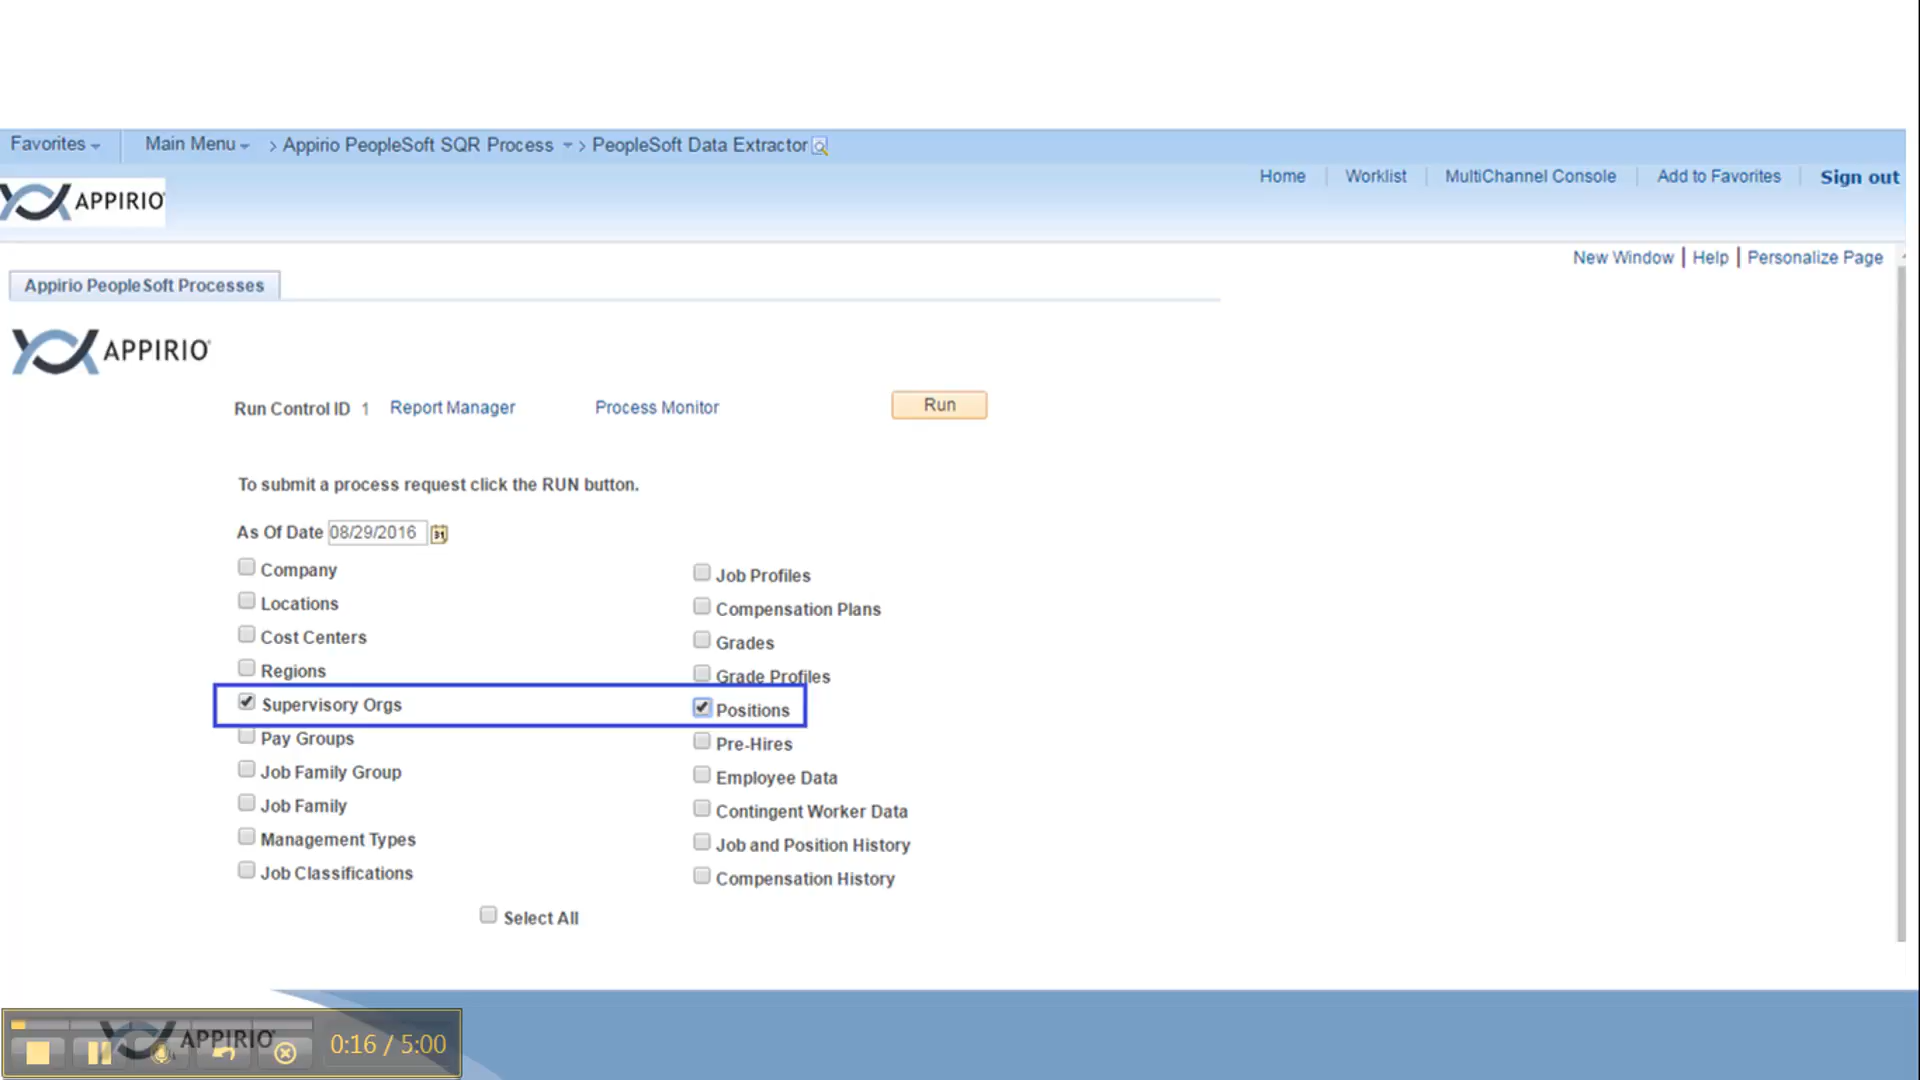 Favorites Main Menu > Appirio PeopleSoft SQR Process > PeopleSoft Data Extractor
Home Worklist MultiChannel Console Add to Favorites Sign out
APPIRIO
New Window | Help | Personalize Page
Appirio PeopleSoft Processes
APPIRIO
Run Control ID 1 Report Manager Process Monitor Run
To submit a process request click the RUN button.
As Of Date 08/29/2016 31
Company
Locations
Cost Centers
Regions
Supervisory Orgs
Pay Groups
Job Family Group
Job Family
Management Types
Job Classifications
Job Profiles
Compensation Plans
Grades
Grade Profiles
Positions
Pre-Hires
Employee Data
Contingent Worker Data
Job and Position History
Compensation History
Select All
APPIRIO
0:16 / 5:00